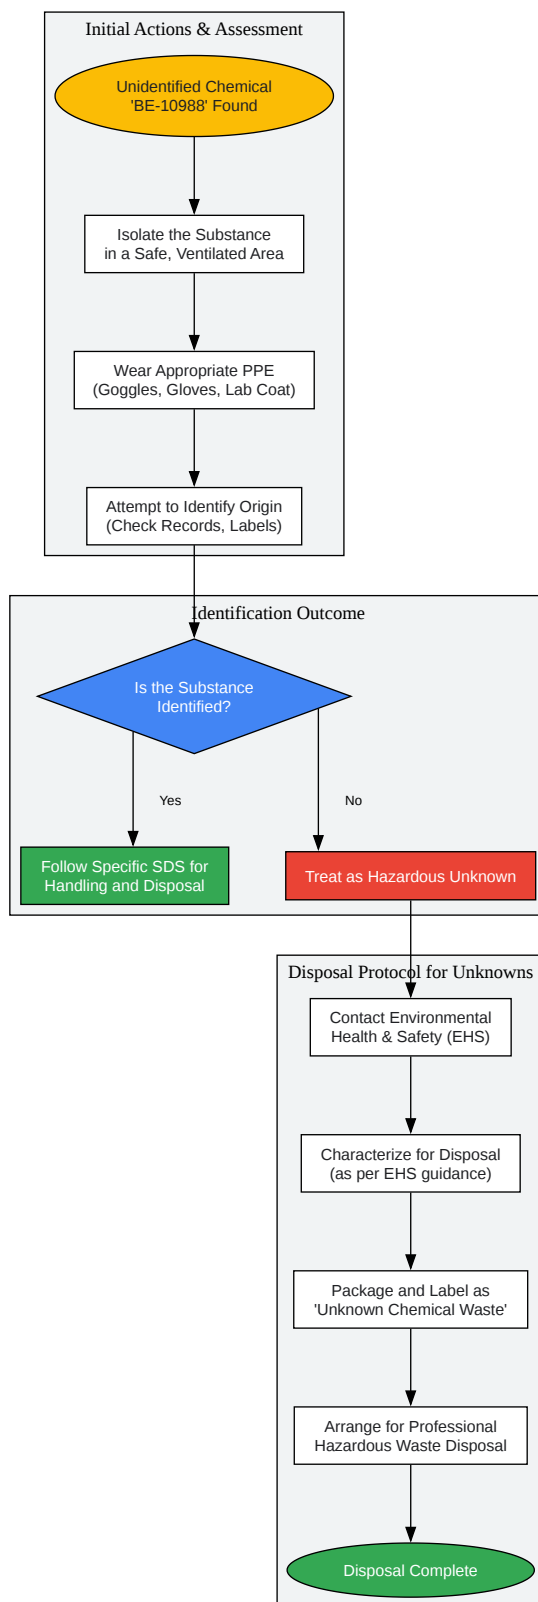 Initial Actions & Assessment
Unidentified Chemical
'BE-10988' Found
Isolate the Substance
in a Safe, Ventilated Area
Wear Appropriate PPE
(Goggles, Gloves, Lab Coat)
Attempt to Identify Origin
(Check Records, Labels)
Identification Outcome
Is the Substance
Identified?
Yes
No
Follow Specific SDS for
Handling and Disposal
Treat as Hazardous Unknown
Disposal Protocol for Unknowns
Contact Environmental
Health & Safety (EHS)
Characterize for Disposal
(as per EHS guidance)
Package and Label as
'Unknown Chemical Waste'
Arrange for Professional
Hazardous Waste Disposal
Disposal Complete